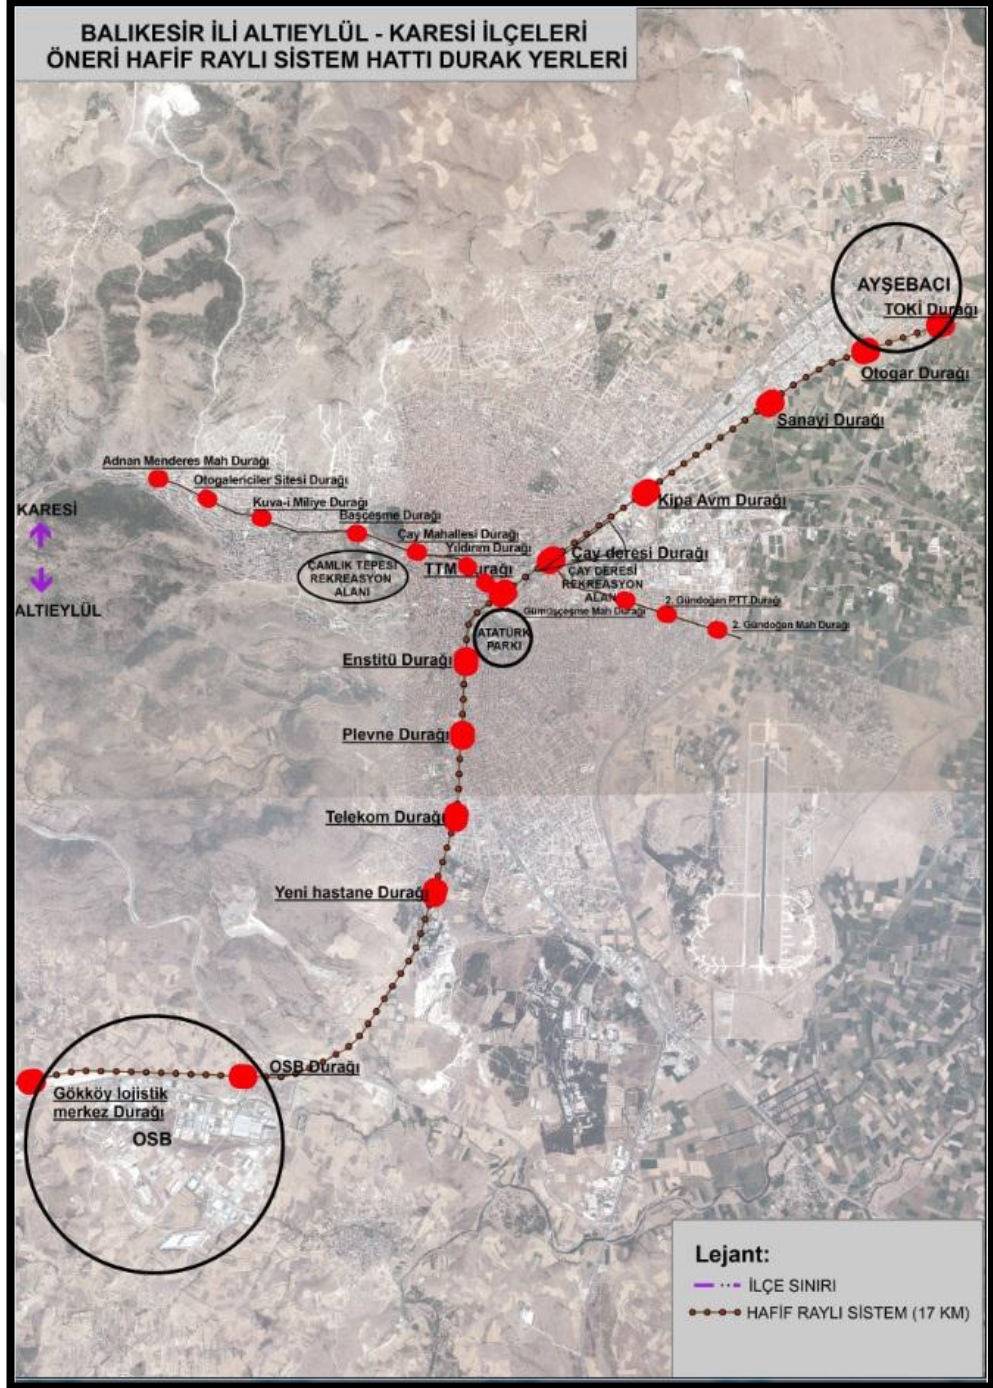 BALIKESİR İLİ ALTIEYLÜL - KARESİ İLÇELERİ
ÖNERİ HAFİF RAYLI SİSTEM HATTI DURAK YERLERİ
AYŞEBACI
TOKİ Durağı
Otogar Durağı
Sanayi Durağı
Adnan Menderes Mah Durağı
Otogalenciler Sitesi Durağı
Kuva-i Miliye Durağı
Kipa Avm Durağı
KARESİ
Başçeşme Durağı
Çay Mahallesi Durağı
Yıldırım Durağı
Çay deresi Durağı
ÇAMLIK TEPESİ
REKREASYON
ALANI
TTM Durağı
ÇAY DERESİ
REKREASYON
ALANI
ALTIEYLÜL
2. Gündoğan PTT Durağı
Gümüşçeşme Mah Durağı
2. Gündoğan Mah Durağı
ATATÜRK
PARKI
Enstitü Durağı
Plevne Durağı
Telekom Durağı
Yeni hastane Durağı
OSB Durağı
Gökköy lojistik
merkez Durağı
OSB
Lejant:
İLÇE SINIRI
HAFİF RAYLI SİSTEM (17 KM)